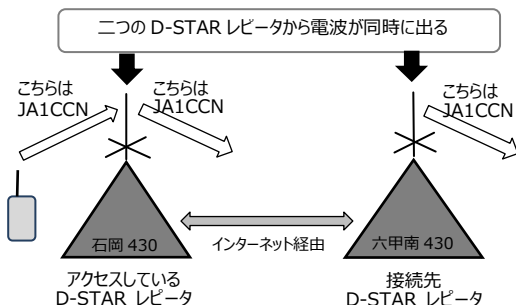 二つの D-STAR レピータから電波が同時に出る
こちらは
JA1CCN
こちらは
JA1CCN
こちらは
JA1CCN
石岡 430
インターネット経由
六甲南 430
アクセスしている
D-STAR レピータ
接続先
D-STAR レピータ